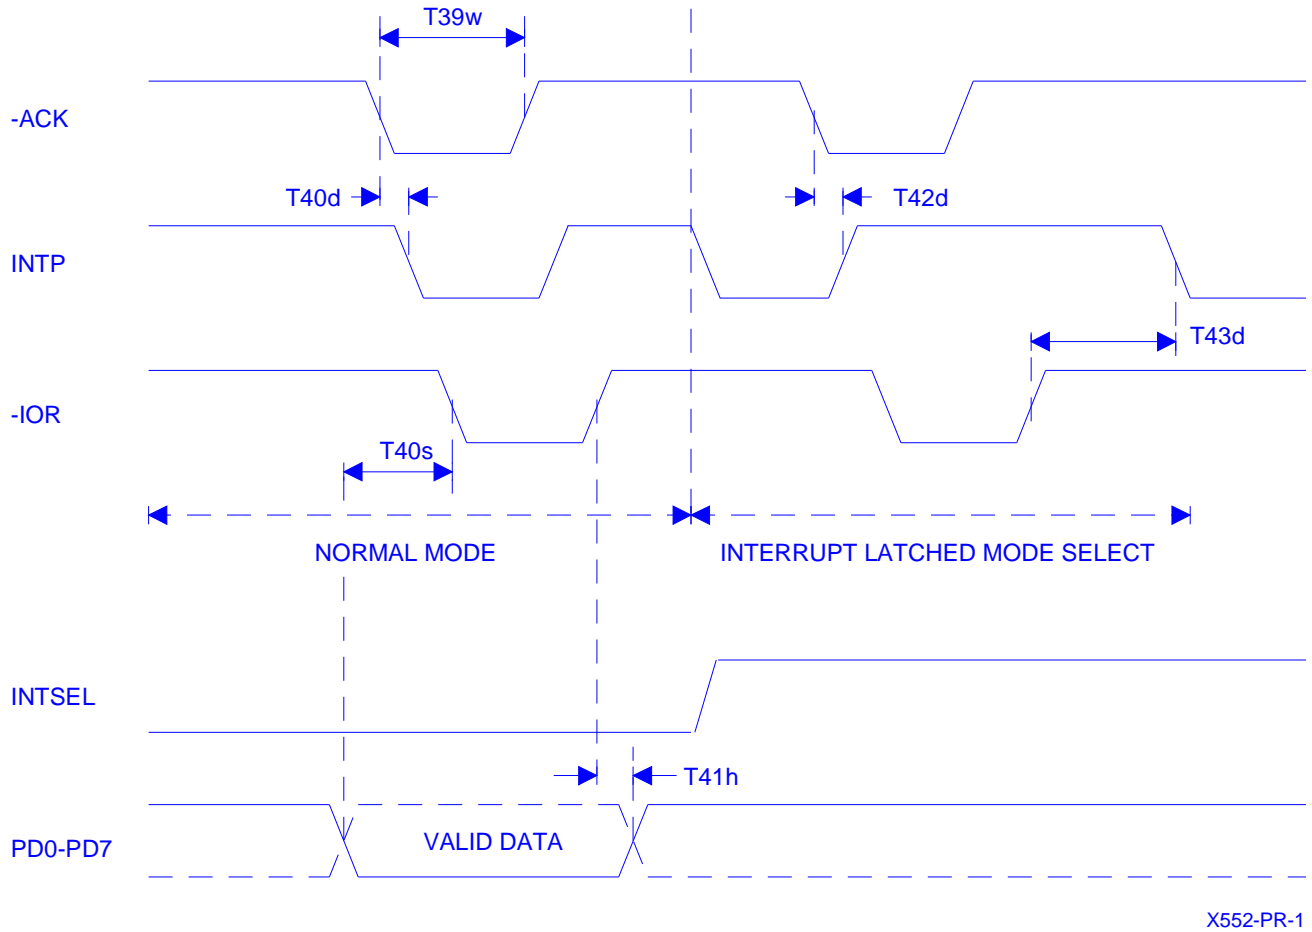 T39w
-ACK
T40d
T42d
INTP
T43d
-IOR
T40s
NORMAL MODE
INTERRUPT LATCHED MODE SELECT
INTSEL
T41h
PD0-PD7
VALID DATA
X552-PR-1